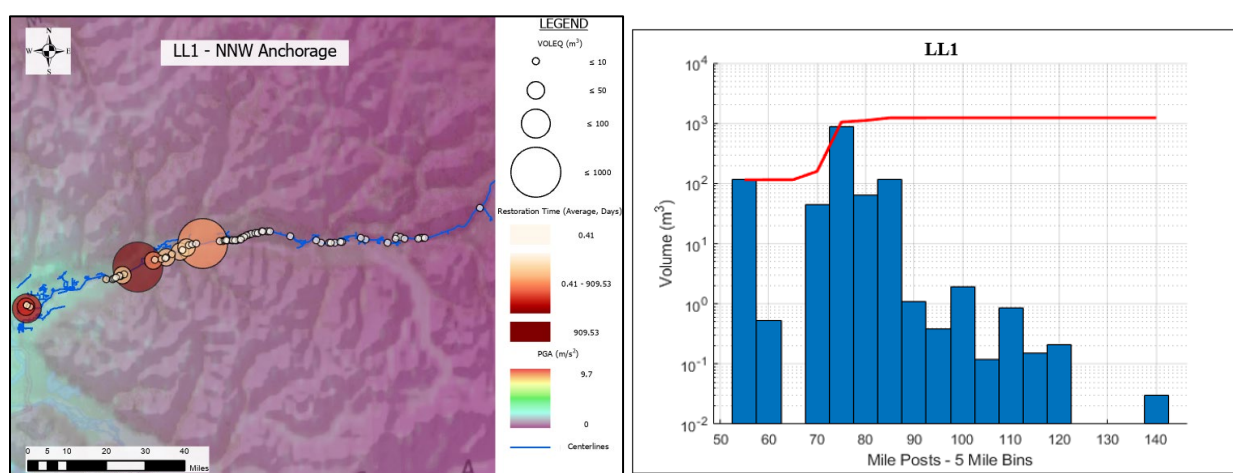 N
W E
S
LL1 - NNW Anchorage
LEGEND
VOLEQ (m³)
≤ 10
≤ 50
≤ 100
≤ 1000
Restoration Time (Average, Days)
0.41
0.41 - 909.53
909.53
PGA (m/s²)
9.7
0
Centerlines
0 5 10 20 30 40
Miles
LL1
Volume (m³)
10⁴
10³
10²
10¹
10⁰
10⁻¹
10⁻²
50 60 70 80 90 100 110 120 130 140
Mile Posts - 5 Mile Bins